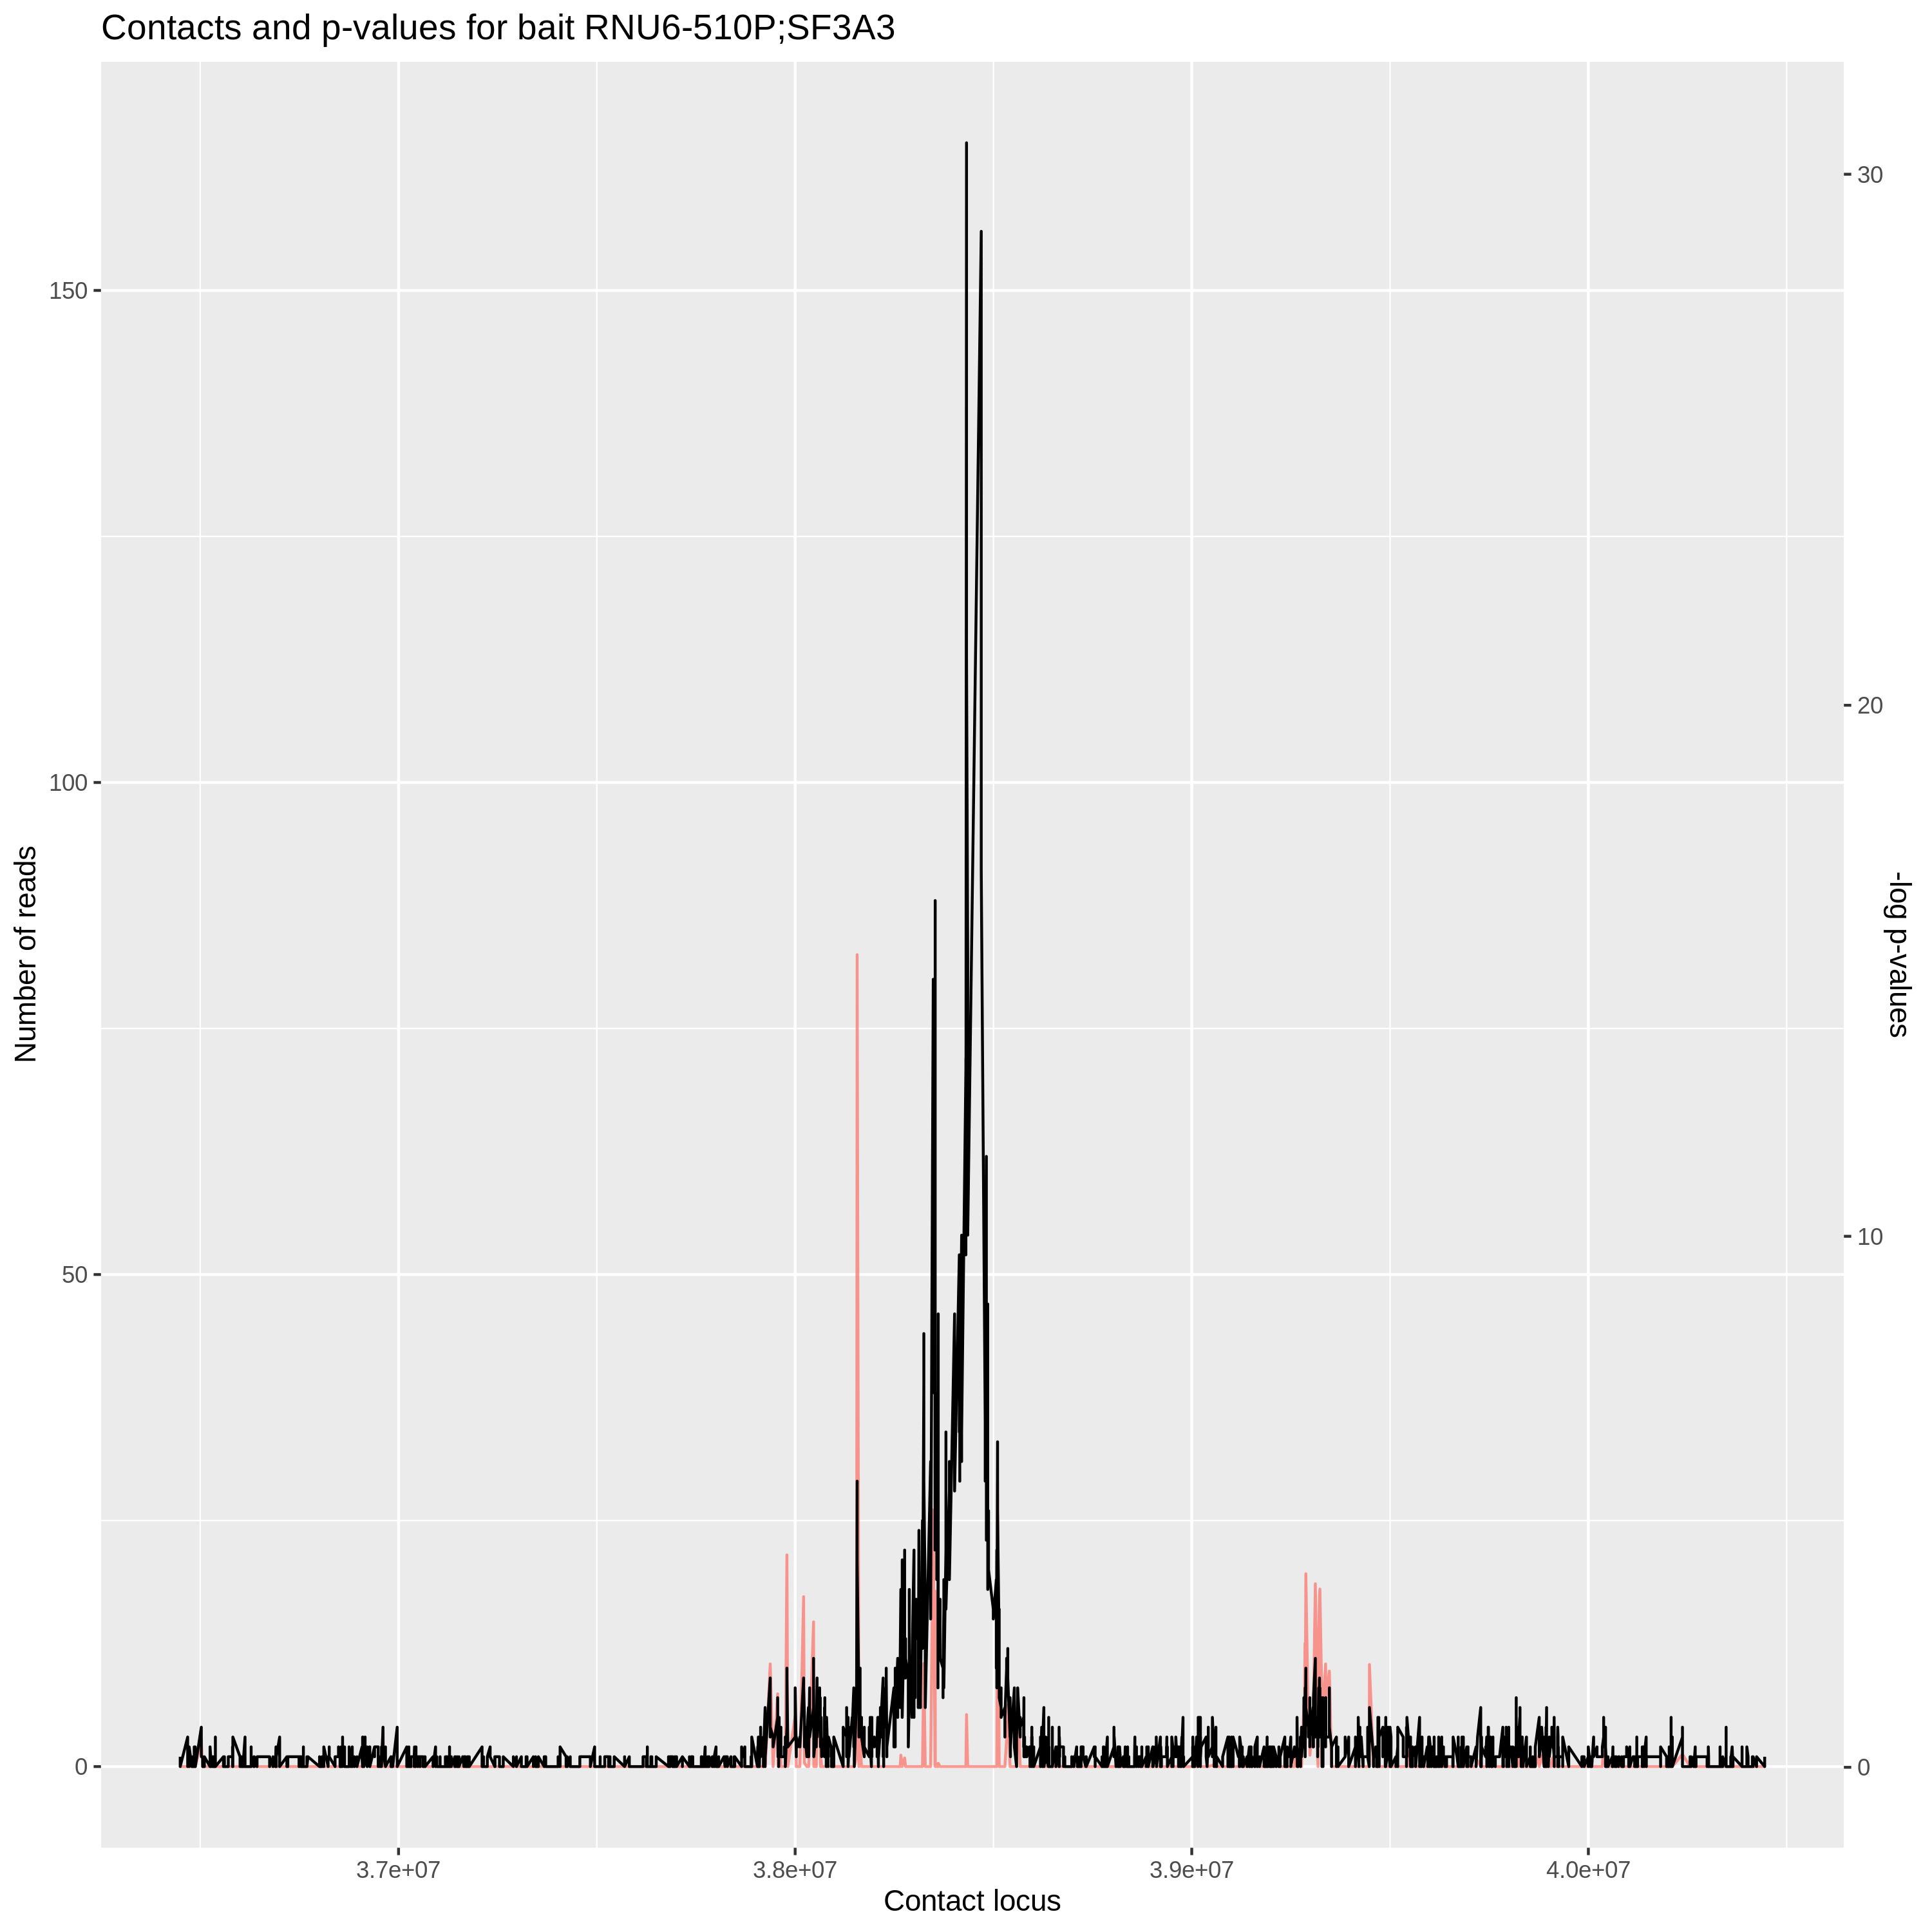 Contacts and p-values for bait RNU6-510P;SF3A3
150
100
50
0
Number of reads
30
20
10
0
-log p-values
3.7e+07
3.8e+07
3.9e+07
4.0e+07
Contact locus